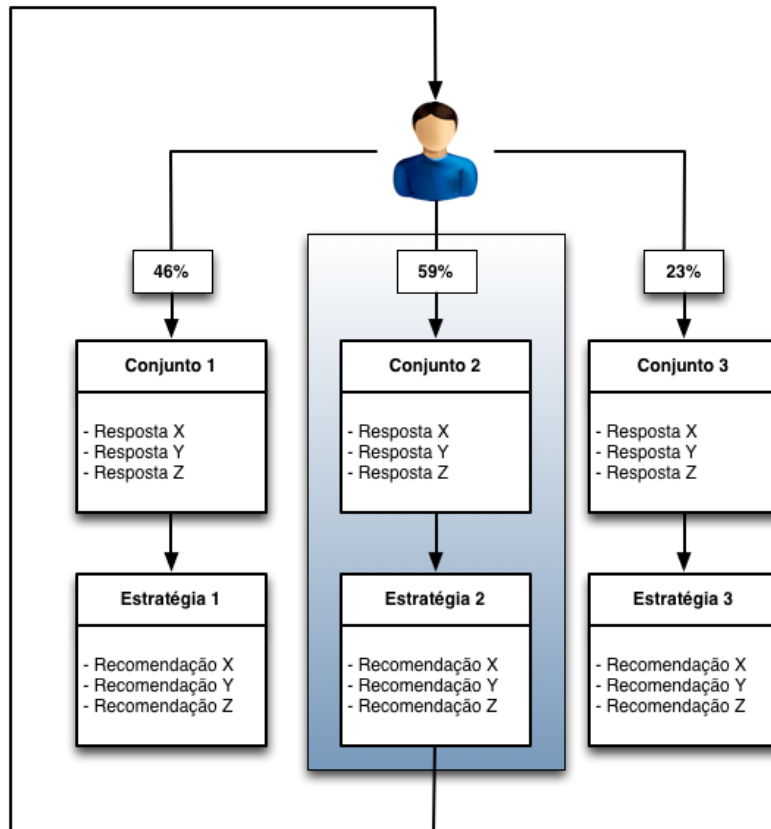 46%
59%
23%
Conjunto 1
- Resposta X
- Resposta Y
- Resposta Z
Conjunto 2
- Resposta X
- Resposta Y
- Resposta Z
Conjunto 3
- Resposta X
- Resposta Y
- Resposta Z
Estratégia 1
- Recomendação X
- Recomendação Y
- Recomendação Z
Estratégia 2
- Recomendação X
- Recomendação Y
- Recomendação Z
Estratégia 3
- Recomendação X
- Recomendação Y
- Recomendação Z